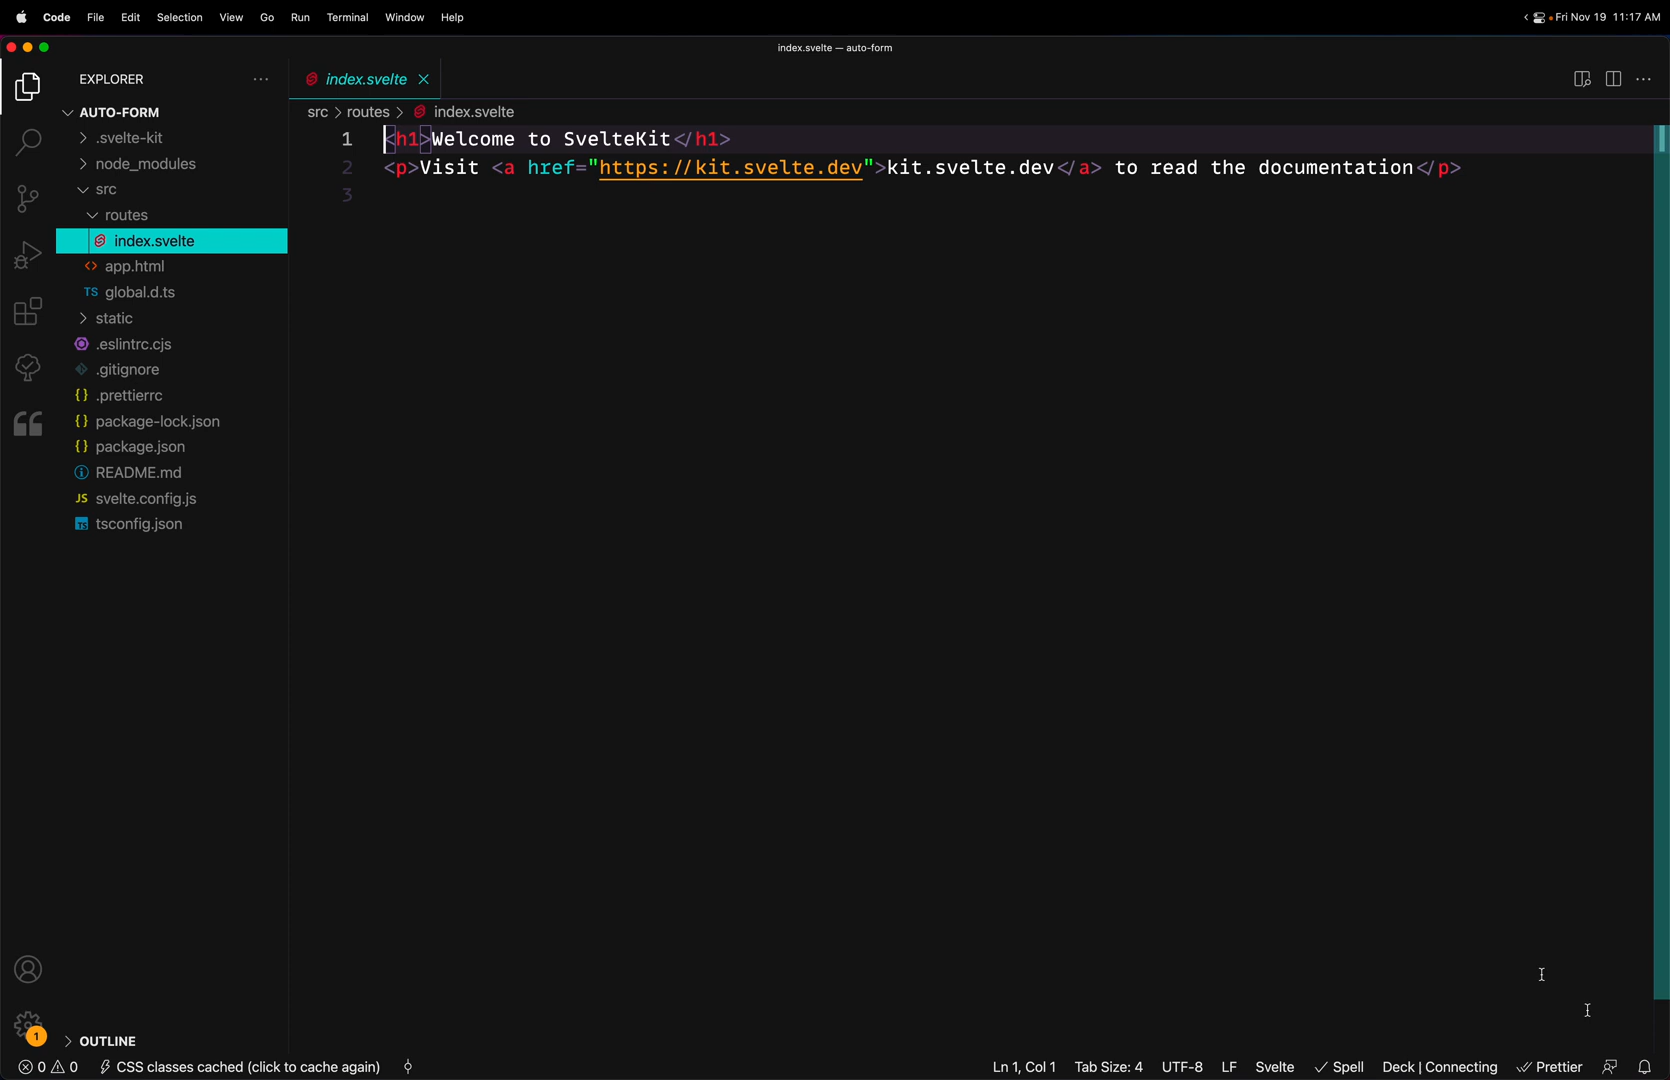 Code File Edit Selection View Go Run Terminal Window Help
Fri Nov 19 11:17 AM
index.svelte — auto-form
EXPLORER
AUTO-FORM
.svelte-kit
node_modules
src
routes
index.svelte
app.html
TS global.d.ts
static
.eslintrc.cjs
.gitignore
{} .prettierrc
{} package-lock.json
{} package.json
README.md
JS svelte.config.js
TS tsconfig.json
OUTLINE
1
index.svelte
src > routes > index.svelte
1 <h1>Welcome to SvelteKit</h1>
2 <p>Visit <a href="https://kit.svelte.dev">kit.svelte.dev</a> to read the documentation</p>
3
0 0 CSS classes cached (click to cache again)
Ln 1, Col 1 Tab Size: 4 UTF-8 LF Svelte Spell Deck | Connecting Prettier